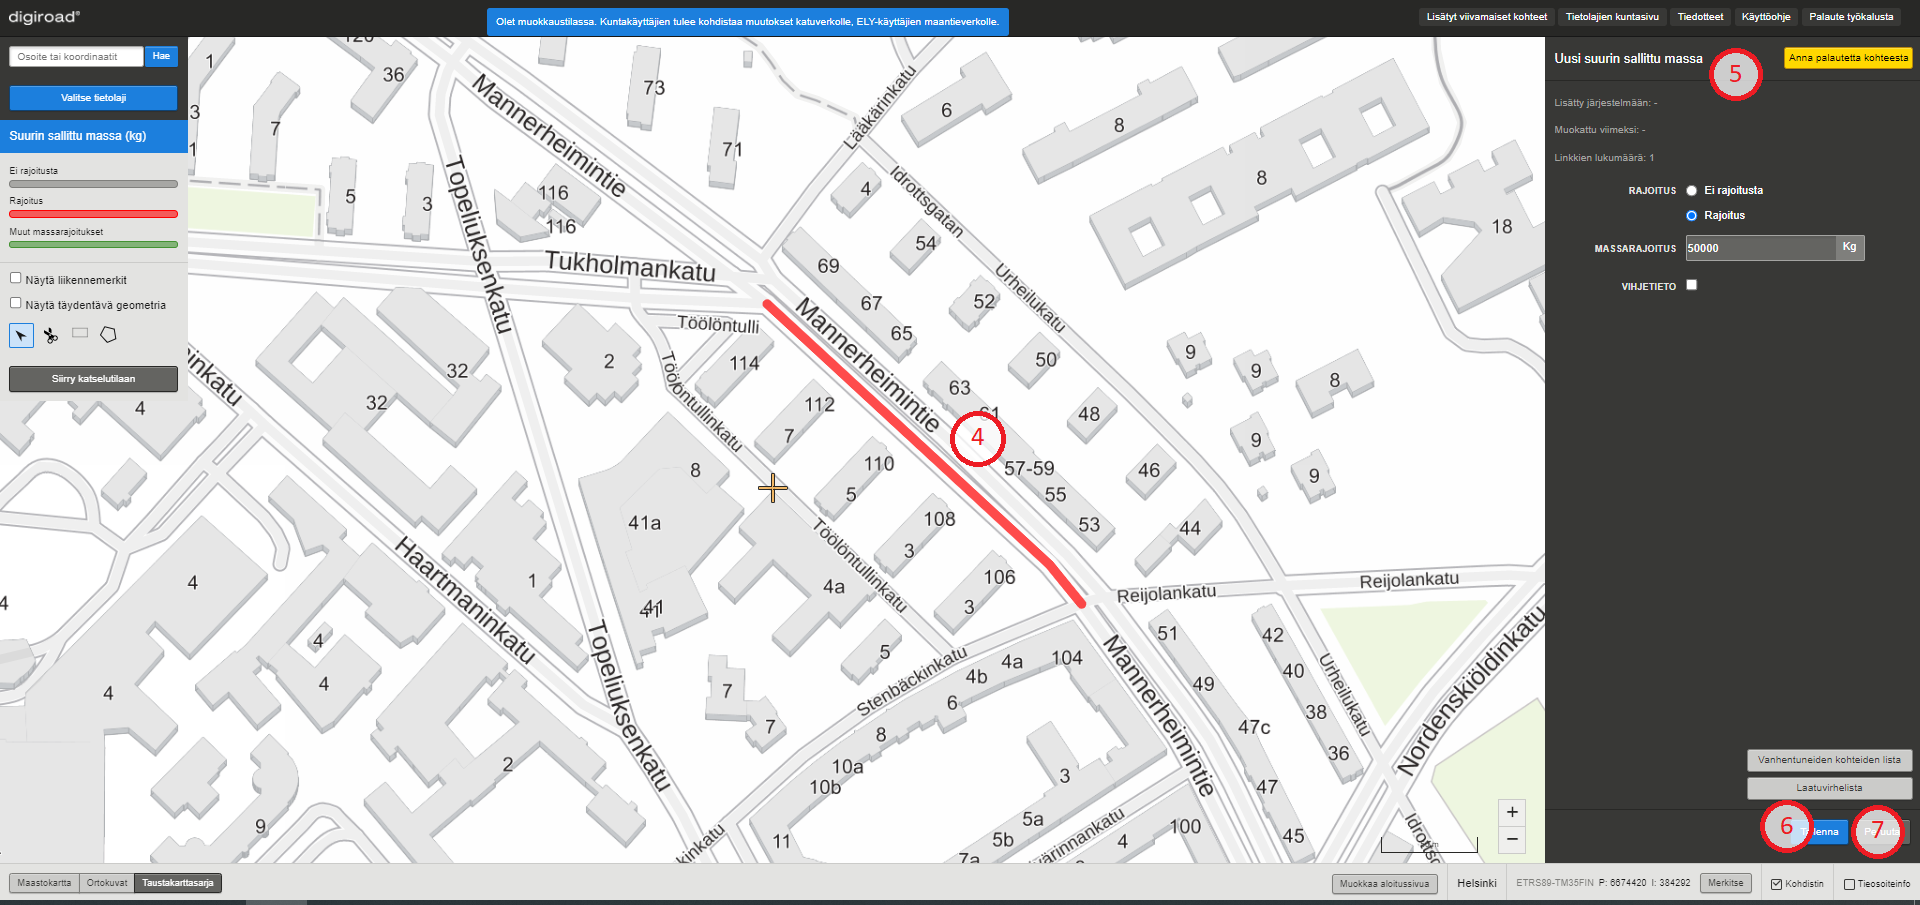 digiroad®
Olet muokkaustilassa. Kuntakäyttäjien tulee kohdistaa muutokset katuverkolle, ELY-käyttäjien maantieverkolle.
Lisätyt viivamaiset kohteet
Tietolajien kuntasivu
Tiedotteet
Käyttöohje
Palaute työkalusta
Osoite tai koordinaatit
Hae
Valitse tietolaji
Suurin sallittu massa (kg)
Ei rajoitusta
Rajoitus
Muut massarajoitukset
Näytä liikennemerkit
Näytä täydentävä geometria
Siirry katselutilaan
Uusi suurin sallittu massa
5
Anna palautetta kohteesta
Lisätty järjestelmään: -
Muokattu viimeksi: -
Linkkien lukumäärä: 1
RAJOITUS
Ei rajoitusta
Rajoitus
MASSARAJOITUS
50000
Kg
VIHJETIETO
Vanhentuneiden kohteiden lista
Laatuvirhelista
6
7
1
3
1
7
36
5
3
116
116
73
71
6
8
8
18
4
54
52
50
48
46
44
69
67
65
63
57-59
55
53
4
9
9
8
9
9
2
32
32
4
114
112
7
110
5
108
3
106
3
8
41a
41
4a
5
7
7
4
4
4
4
4
1
2
9
104
4a
4b
6
8
10a
10b
11
3
5a
5b
7a
4
100
51
49
47c
47
45
42
40
38
36
Mannerheimintie
Mannerheimintie
Mannerheimintie
Lääkärinkatu
Idrottsgatan
Urheilukatu
Urheilukatu
Topeliuksenkatu
Topeliuksenkatu
Tukholmankatu
Töölöntulli
Töölöntullinkatu
Töölöntullinkatu
Haartmaninkatu
Reijolankatu
Reijolankatu
Stenbäckinkatu
Nordenskiöldinkatu
+
−
Maastokartta
Ortokuvat
Taustakarttasarja
Muokkaa aloitussivua
Helsinki
ETRS89-TM35FIN P: 6674420 I: 384292
Merkitse
Kohdistin
Tieosoiteinfo